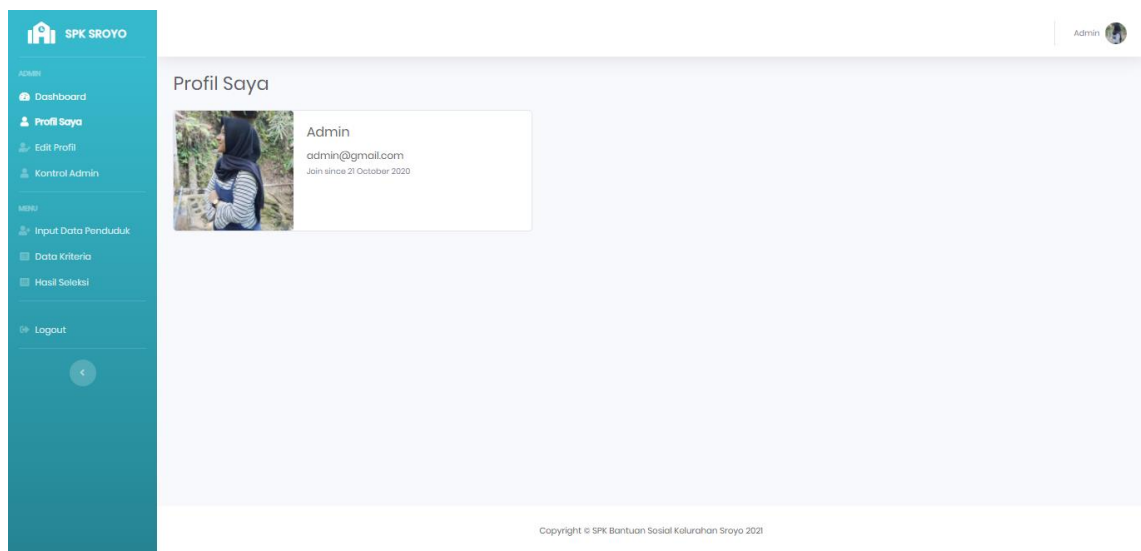 SPK SROYO
Admin
ADMIN
Dashboard
Profil Saya
Edit Profil
Kontrol Admin
MENU
Input Data Penduduk
Data Kriteria
Hasil Seleksi
Logout
Profil Saya
Admin
admin@gmail.com
Join since 21 October 2020
Copyright © SPK Bantuan Sosial Kelurahan Sroyo 2021